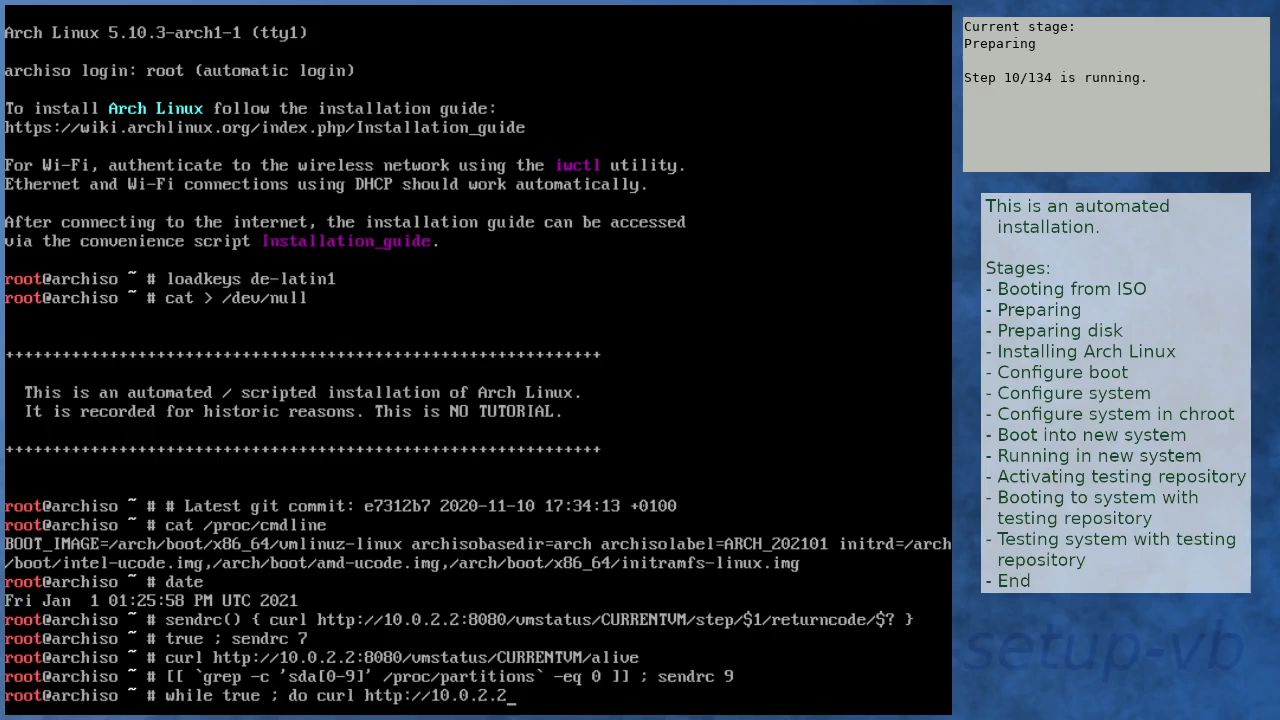 Arch Linux 5.10.3-arch1-1 (tty1)
archiso login: root (automatic login)
To install Arch Linux follow the installation guide:
https://wiki.archlinux.org/index.php/Installation_guide
For Wi-Fi, authenticate to the wireless network using the iwctl utility.
Ethernet and Wi-Fi connections using DHCP should work automatically.
After connecting to the internet, the installation guide can be accessed
via the convenience script Installation_guide.
root@archiso ~ # loadkeys de-latin1
root@archiso ~ # cat > /dev/null
+++++++++++++++++++++++++++++++++++++++++++++++++++++++++++++++
This is an automated / scripted installation of Arch Linux.
It is recorded for historic reasons. This is NO TUTORIAL.
+++++++++++++++++++++++++++++++++++++++++++++++++++++++++++++++
root@archiso ~ # # Latest git commit: e7312b7 2020-11-10 17:34:13 +0100
root@archiso ~ # cat /proc/cmdline
BOOT_IMAGE=/arch/boot/x86_64/vmlinuz-linux archisobasedir=arch archisolabel=ARCH_202101 initrd=/arch
/boot/intel-ucode.img,/arch/boot/amd-ucode.img,/arch/boot/x86_64/initramfs-linux.img
root@archiso ~ # date
Fri Jan  1 01:25:58 PM UTC 2021
root@archiso ~ # sendrc() { curl http://10.0.2.2:8080/vmstatus/CURRENTVM/step/$1/returncode/$? }
root@archiso ~ # true ; sendrc 7
root@archiso ~ # curl http://10.0.2.2:8080/vmstatus/CURRENTVM/alive
root@archiso ~ # [[ `grep -c 'sda[0-9]' /proc/partitions` -eq 0 ]] ; sendrc 9
root@archiso ~ # while true ; do curl http://10.0.2.2_
Current stage:
Preparing
Step 10/134 is running.
This is an automated
installation.
Stages:
- Booting from ISO
- Preparing
- Preparing disk
- Installing Arch Linux
- Configure boot
- Configure system
- Configure system in chroot
- Boot into new system
- Running in new system
- Activating testing repository
- Booting to system with
testing repository
- Testing system with testing
repository
- End
setup-vb